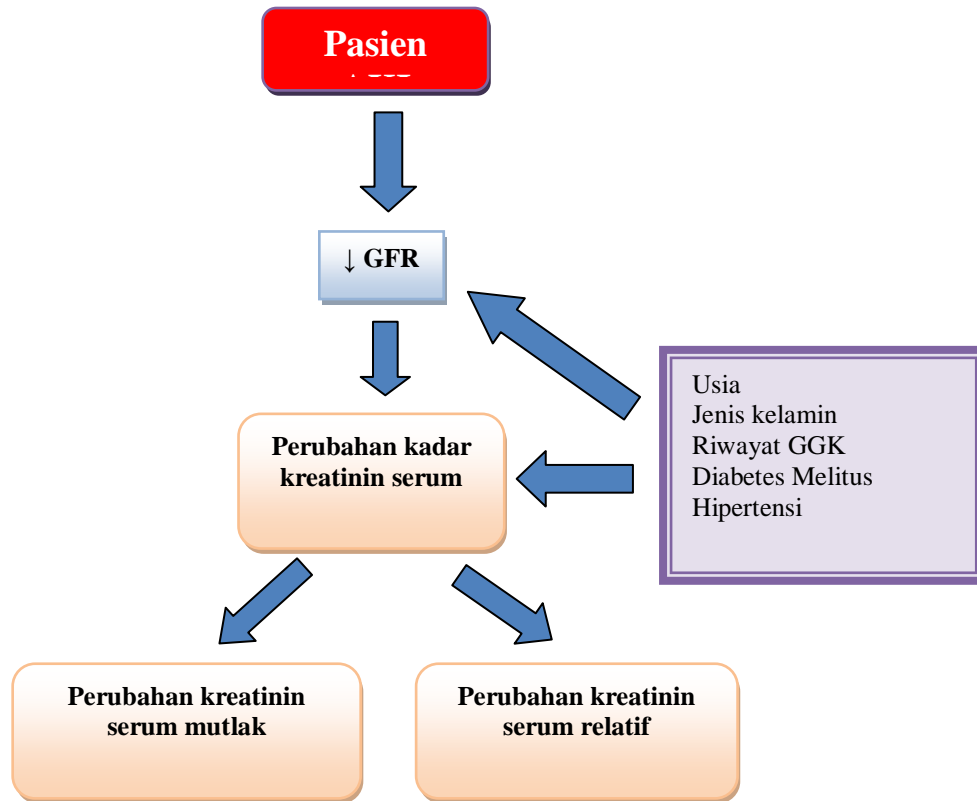 Pasien
↓ GFR
Perubahan kadar
kreatinin serum
Usia
Jenis kelamin
Riwayat GGK
Diabetes Melitus
Hipertensi
Perubahan kreatinin
serum mutlak
Perubahan kreatinin
serum relatif